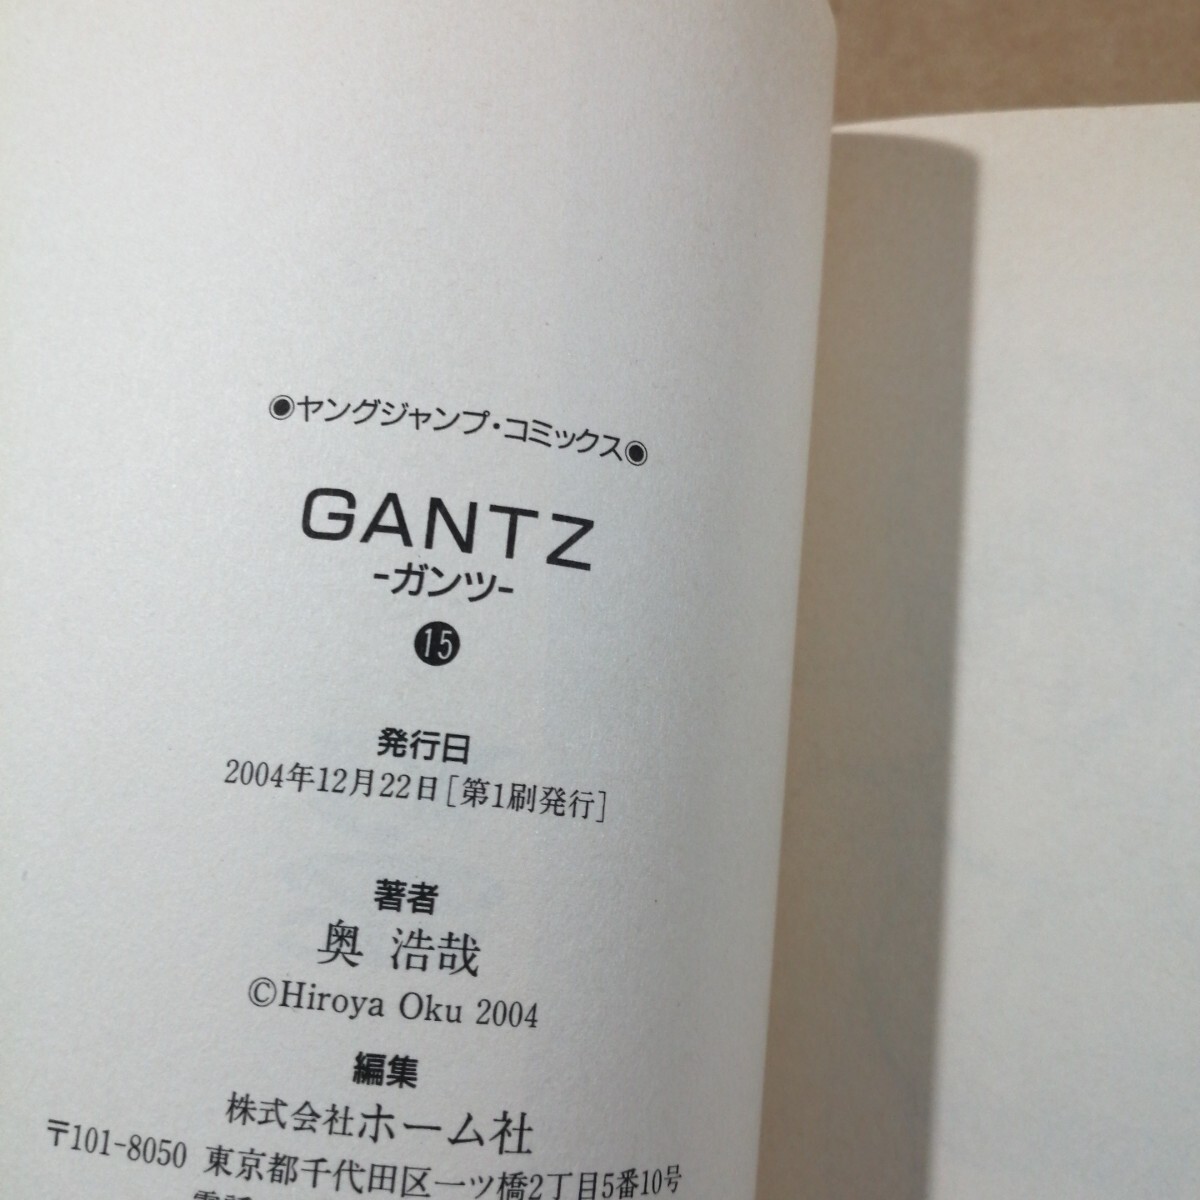 ◉ヤングジャンプ・コミックス◉
GANTZ
-ガンツ-
15
発行日
2004年12月22日[第1刷発行]
著者
奥 浩哉
©Hiroya Oku 2004
編集
株式会社ホーム社
〒101-8050 東京都千代田区一ツ橋2丁目5番10号